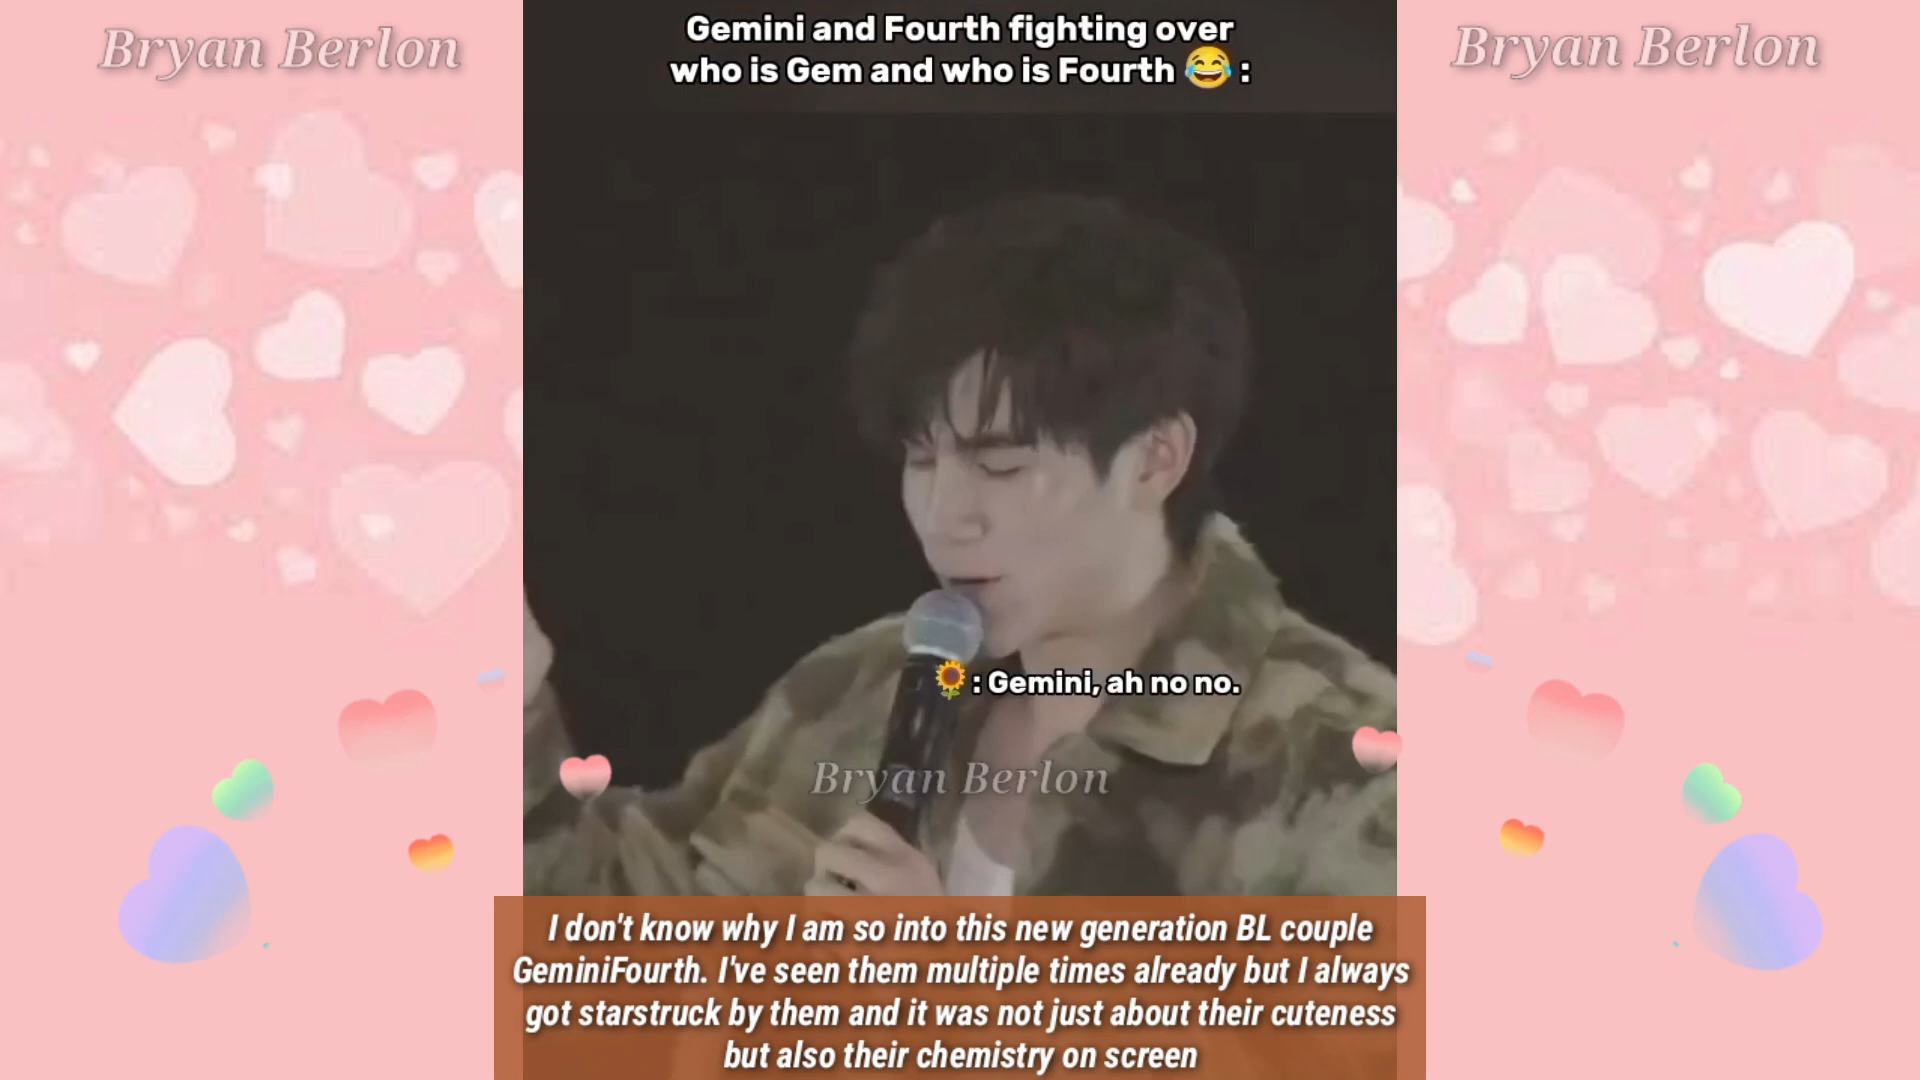 Bryan Berlon
Gemini and Fourth fighting over
who is Gem and who is Fourth 😂 :
Bryan Berlon
🌻 : Gemini, ah no no.
Bryan Berlon
I don't know why I am so into this new generation BL couple
GeminiFourth. I've seen them multiple times already but I always
got starstruck by them and it was not just about their cuteness
but also their chemistry on screen